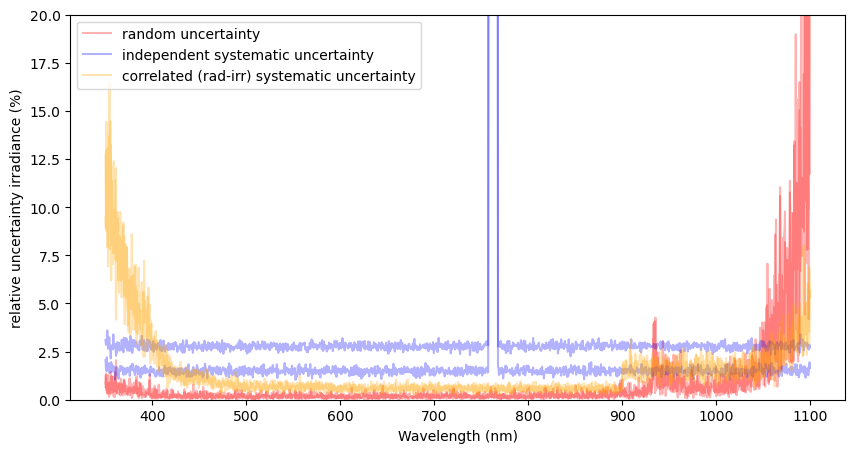 random uncertainty
independent systematic uncertainty
correlated (rad-irr) systematic uncertainty
relative uncertainty irradiance (%)
20.0
17.5
15.0
12.5
10.0
7.5
5.0
2.5
0.0
400 500 600 700 800 900 1000 1100
Wavelength (nm)